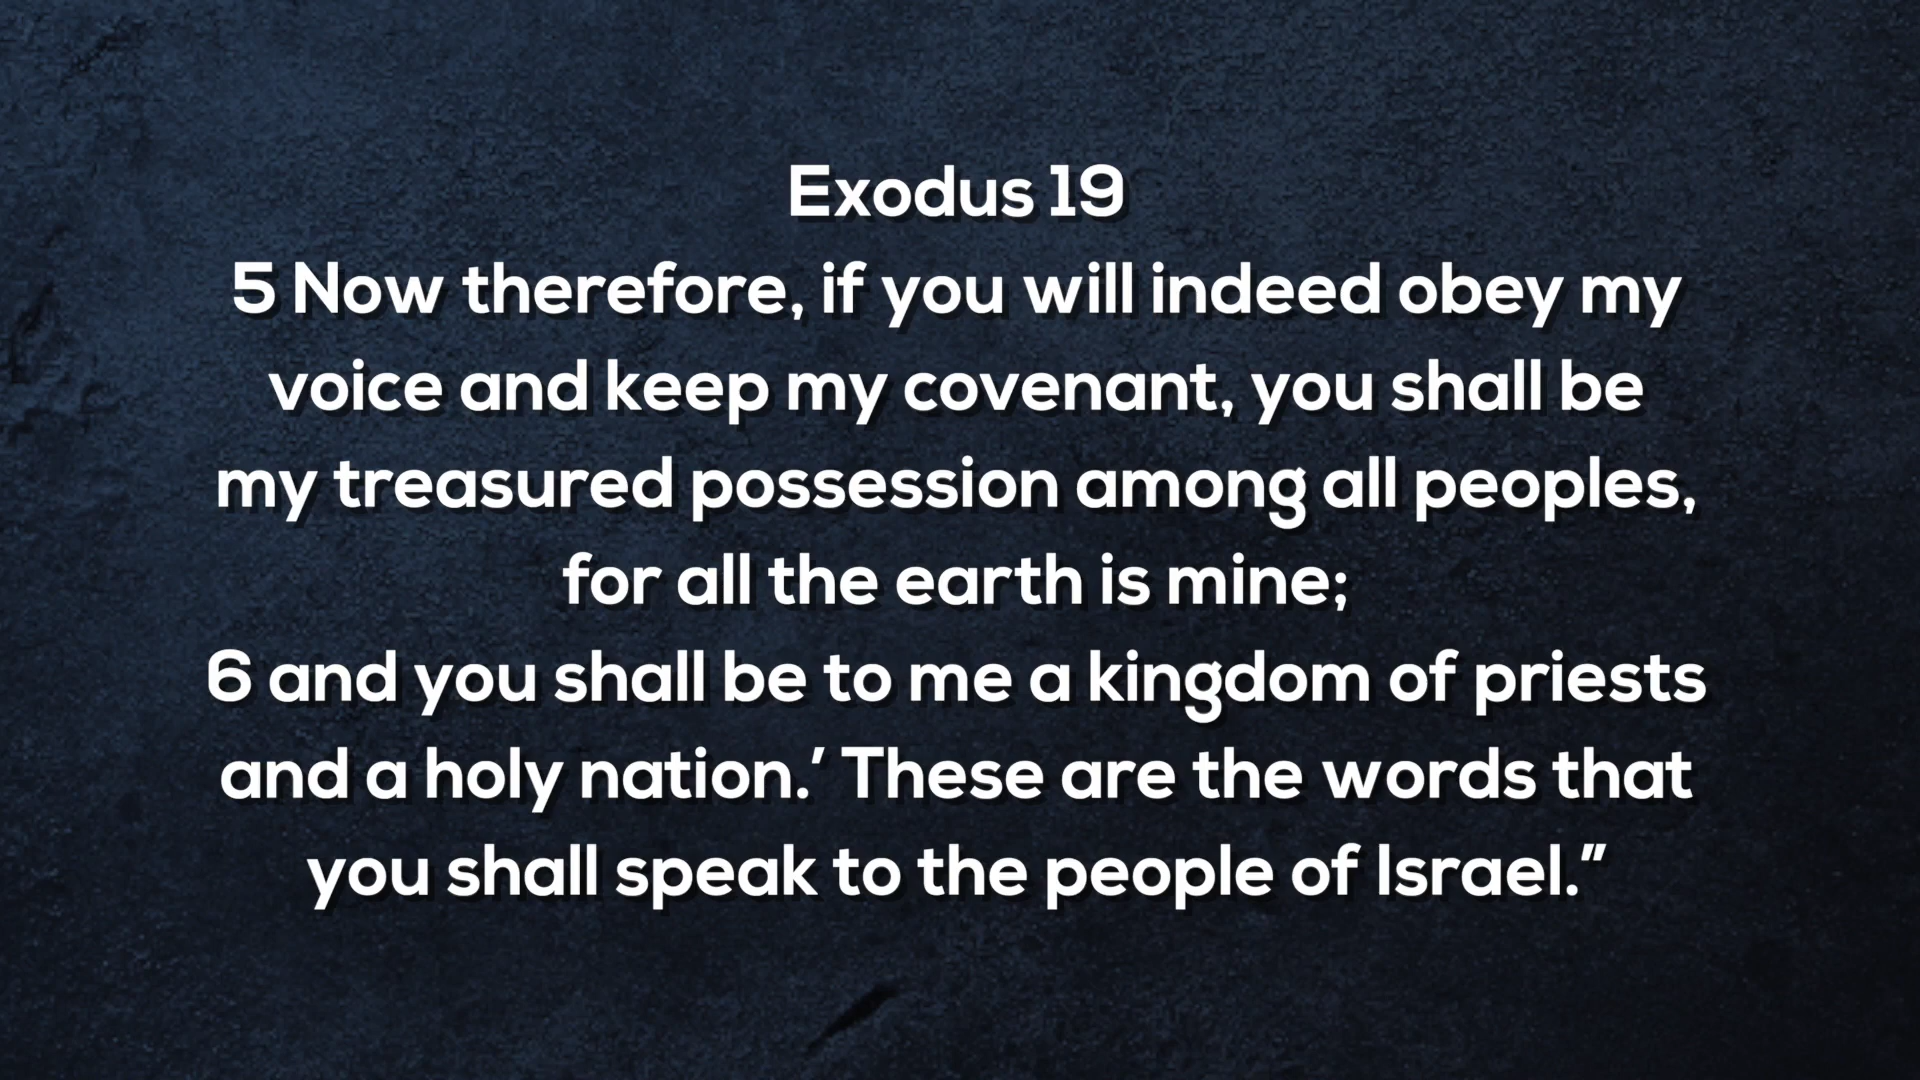 Exodus 19
5 Now therefore, if you will indeed obey my
voice and keep my covenant, you shall be
my treasured possession among all peoples,
for all the earth is mine;
6 and you shall be to me a kingdom of priests
and a holy nation.’ These are the words that
you shall speak to the people of Israel.”